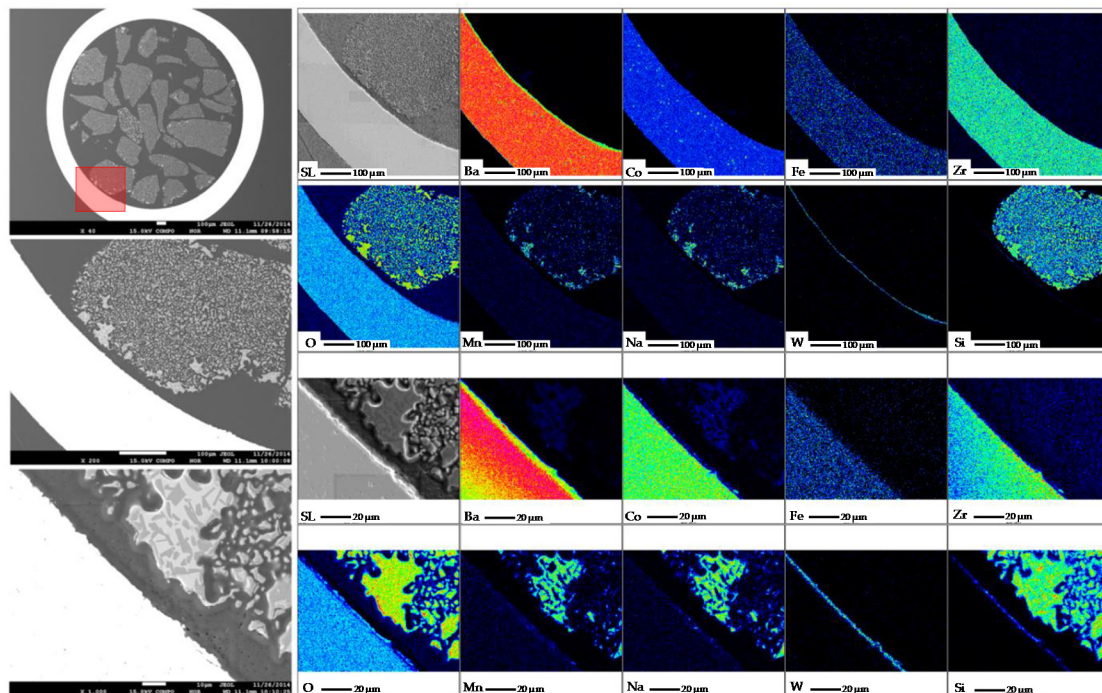 100µm JEOL 11/24/2014
X 40 15.0kV COMPO NOR WD 11.1mm 09:58:15
10µm JEOL 11/24/2014
X 200 15.0kV COMPO NOR WD 11.1mm 10:00:08
10µm JEOL 11/24/2014
X 1,000 15.0kV COMPO NOR WD 11.1mm 10:10:25
SL 100 µm
Ba 100 µm
Co 100 µm
Fe 100 µm
Zr 100 µm
O 100 µm
Mn 100 µm
Na 100 µm
W 100 µm
Si 100 µm
SL 20 µm
Ba 20 µm
Co 20 µm
Fe 20 µm
Zr 20 µm
O 20 µm
Mn 20 µm
Na 20 µm
W 20 µm
Si 20 µm